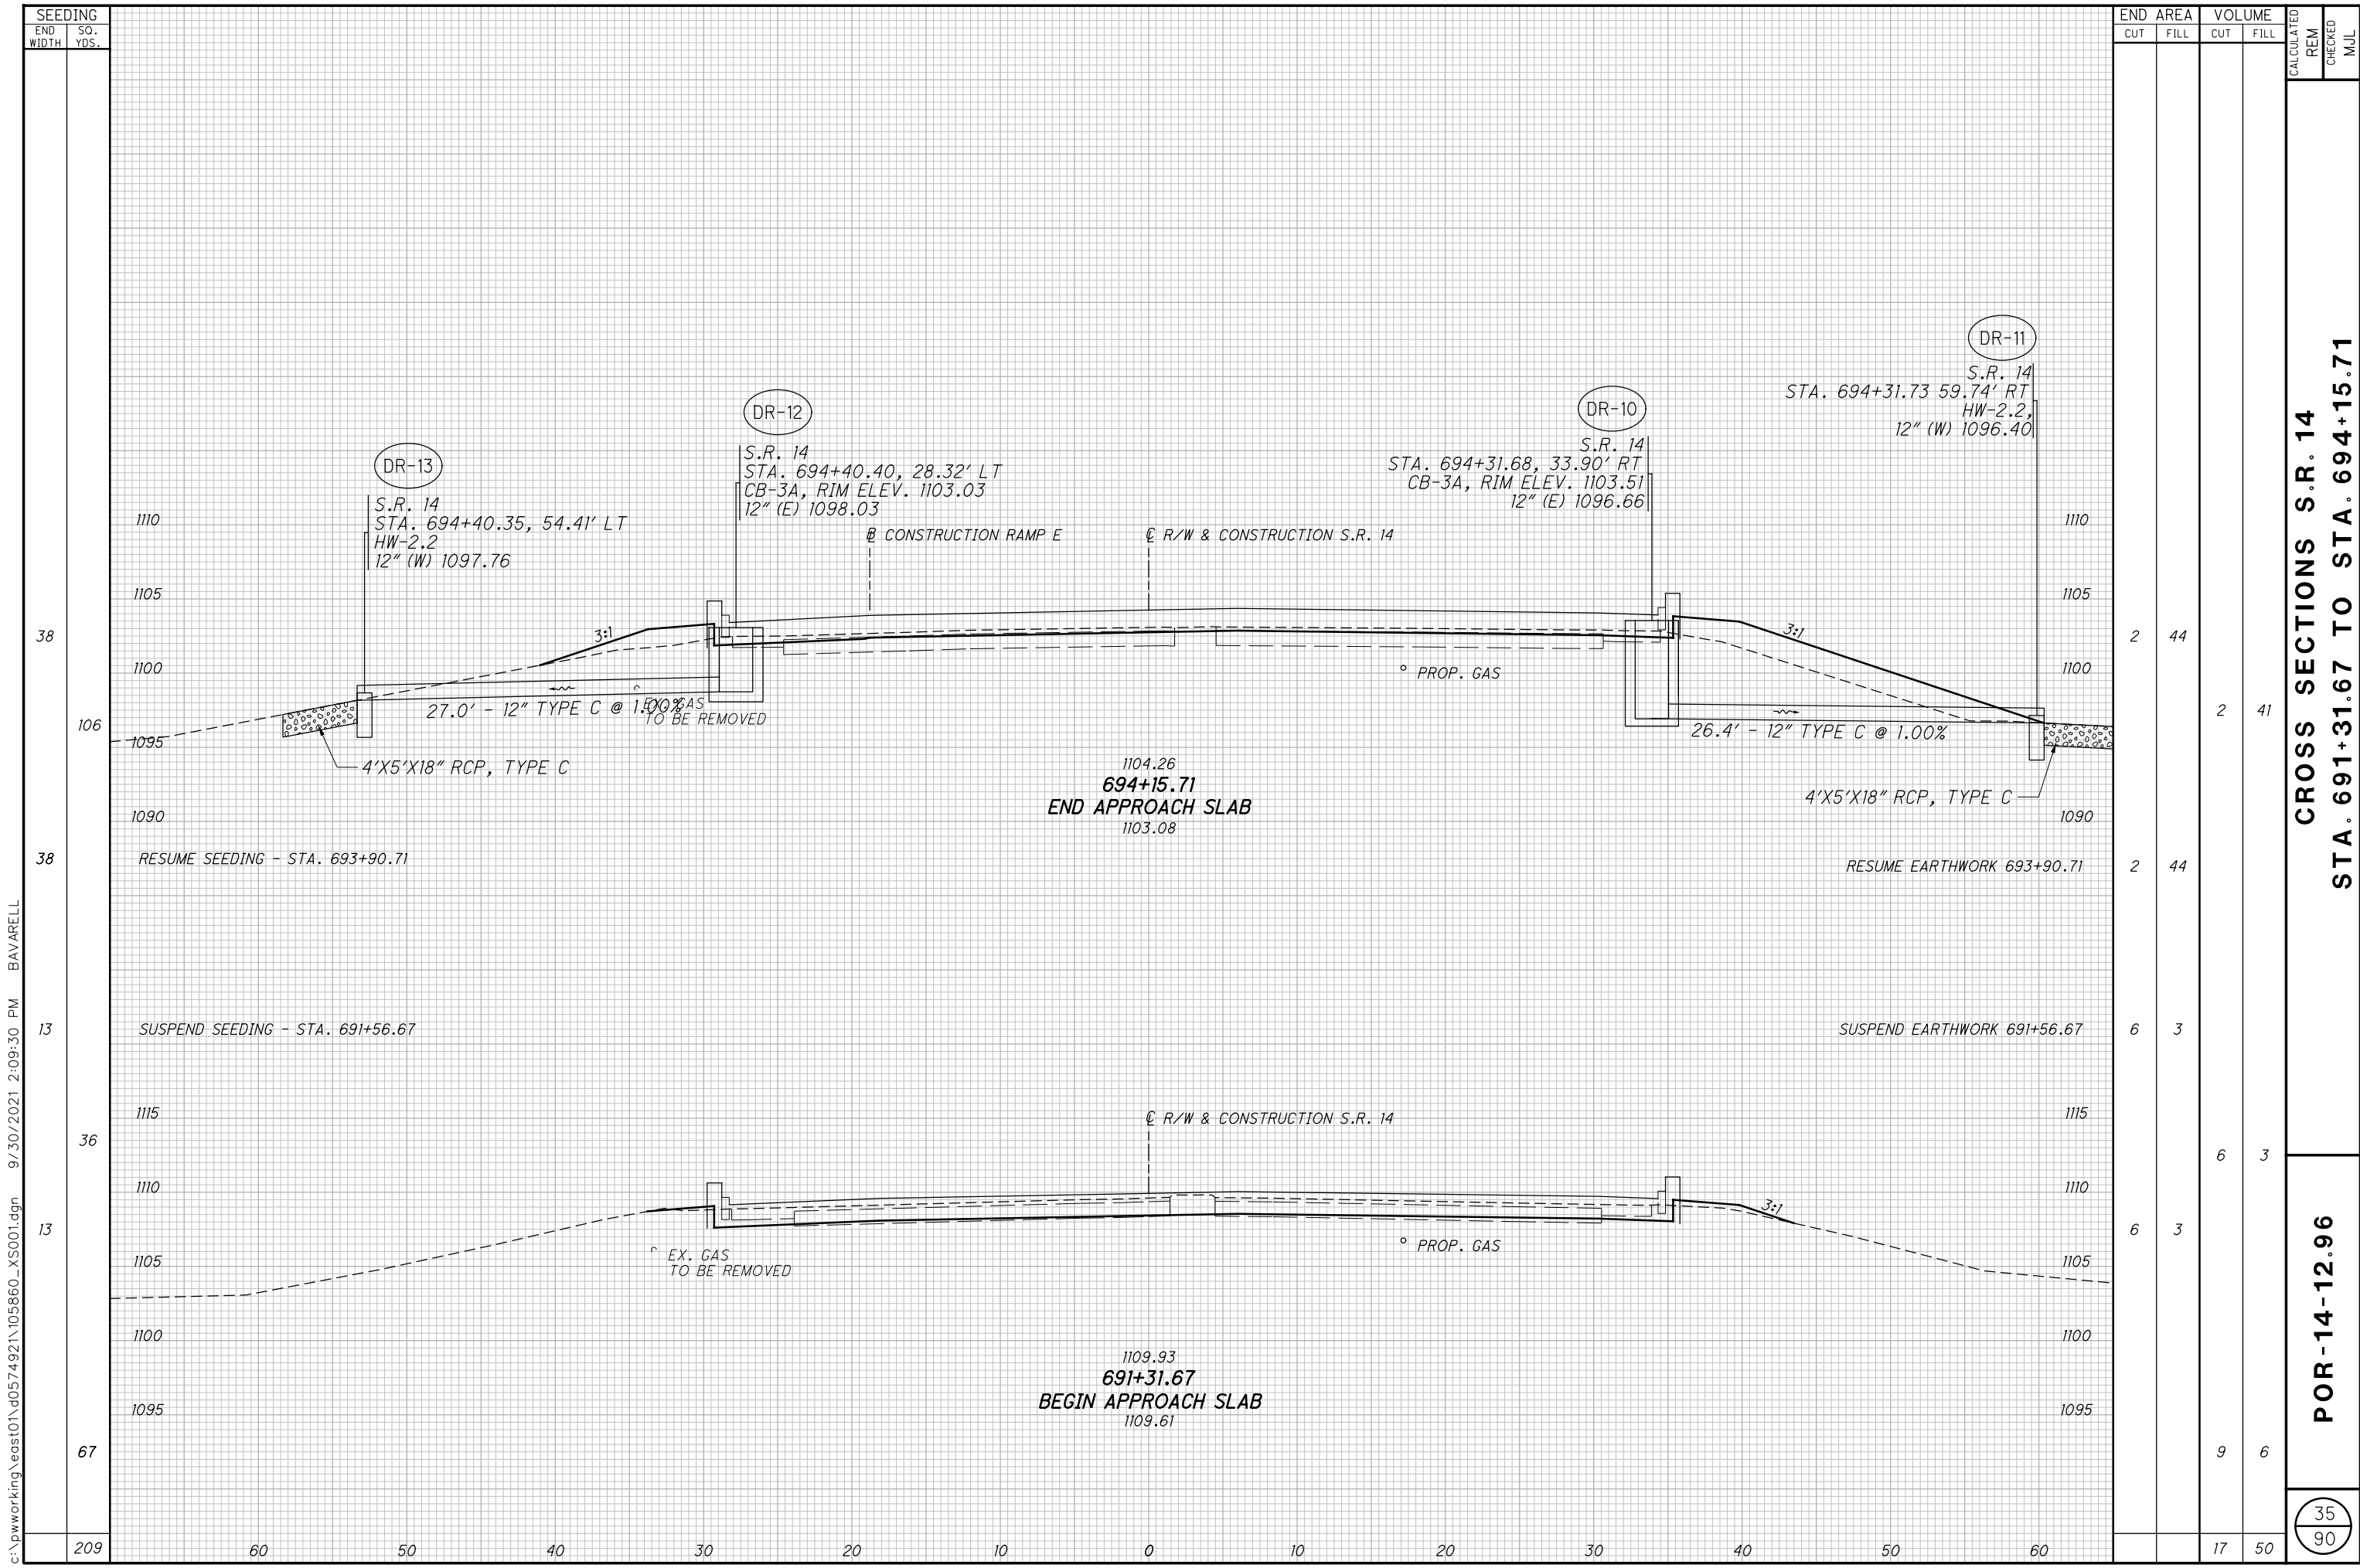 SEEDING
END WIDTH
SQ. YDS.
END AREA
VOLUME
CUT
FILL
CUT
FILL
CALCULATED
REM
CHECKED
MJL
DR-11
S.R. 14
STA. 694+31.73 59.74' RT
HW-2.2,
12" (W) 1096.40
DR-12
S.R. 14
STA. 694+40.40, 28.32' LT
CB-3A, RIM ELEV. 1103.03
12" (E) 1098.03
DR-10
S.R. 14
STA. 694+31.68, 33.90' RT
CB-3A, RIM ELEV. 1103.51
12" (E) 1096.66
DR-13
S.R. 14
STA. 694+40.35, 54.41' LT
HW-2.2
12" (W) 1097.76
1110
1110
℄ CONSTRUCTION RAMP E
℄ R/W & CONSTRUCTION S.R. 14
1105
1105
38
3:1
3:1
2
44
1100
1100
PROP. GAS
27.0' - 12" TYPE C @ 1.00%
EX. GAS
TO BE REMOVED
26.4' - 12" TYPE C @ 1.00%
106
2
41
1095
4'X5'X18" RCP, TYPE C
4'X5'X18" RCP, TYPE C
1104.26
694+15.71
END APPROACH SLAB
1103.08
1090
1090
38
RESUME SEEDING - STA. 693+90.71
RESUME EARTHWORK 693+90.71
2
44
13
SUSPEND SEEDING - STA. 691+56.67
SUSPEND EARTHWORK 691+56.67
6
3
1115
1115
℄ R/W & CONSTRUCTION S.R. 14
36
6
3
1110
1110
3:1
13
6
3
EX. GAS
TO BE REMOVED
PROP. GAS
1105
1105
1100
1100
1109.93
691+31.67
BEGIN APPROACH SLAB
1109.61
1095
1095
67
9
6
209
60 50 40 30 20 10 0 10 20 30 40 50 60
17
50
CROSS SECTIONS S.R. 14
STA. 691+31.67 TO STA. 694+15.71
POR-14-12.96
35
90
c:\pwworking\east01\d0574921\105860_XS001.dgn 9/30/2021 2:09:30 PM BAVARELL